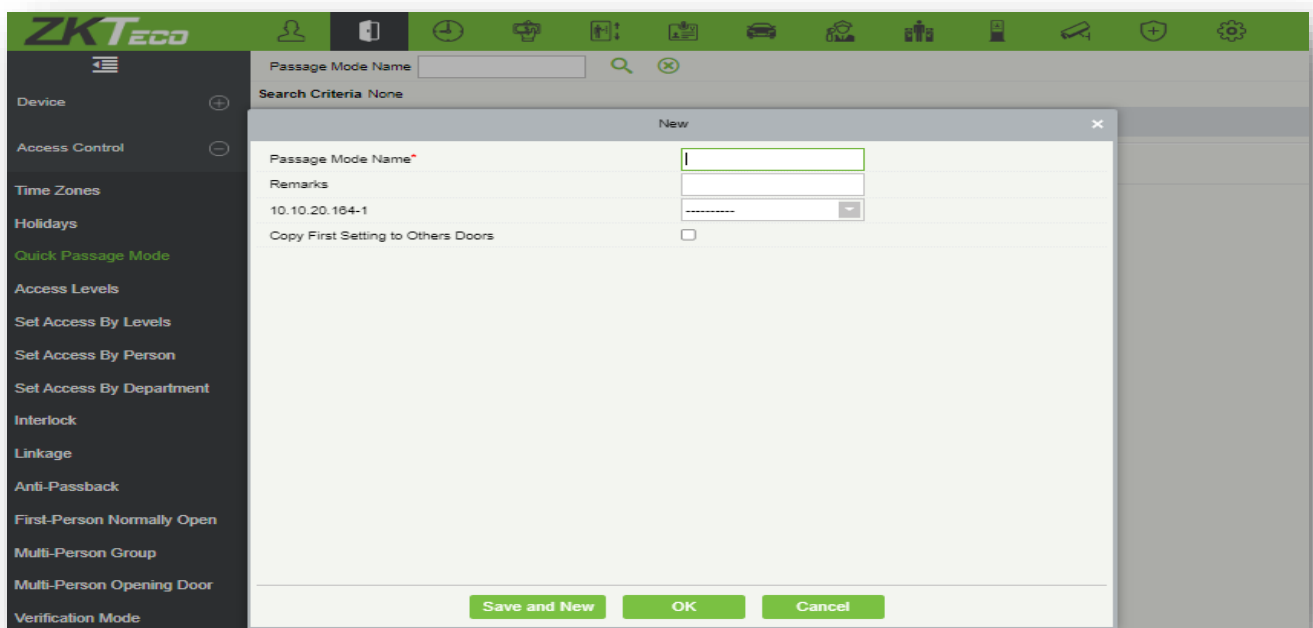 ZKTeco
Passage Mode Name
Search Criteria None
Device
Access Control
Time Zones
Holidays
Quick Passage Mode
Access Levels
Set Access By Levels
Set Access By Person
Set Access By Department
Interlock
Linkage
Anti-Passback
First-Person Normally Open
Multi-Person Group
Multi-Person Opening Door
Verification Mode
New
Passage Mode Name*
Remarks
10.10.20.164-1 ----------
Copy First Setting to Others Doors
Save and New OK Cancel